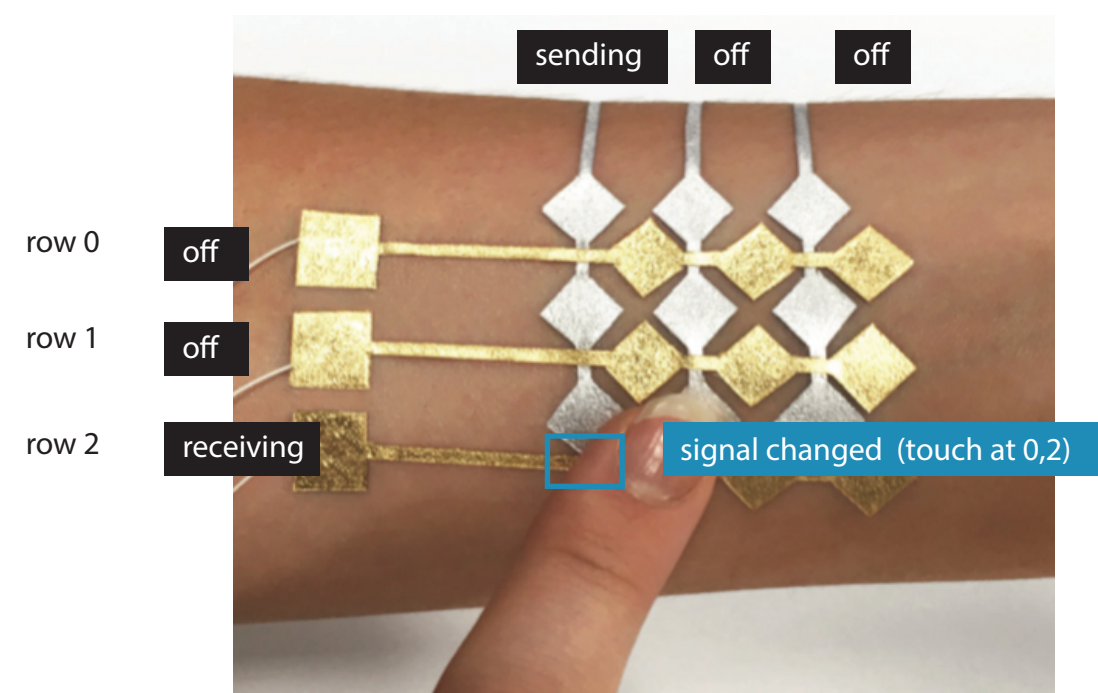 sending off off
row 0 off
row 1 off
row 2 receiving signal changed (touch at 0,2)